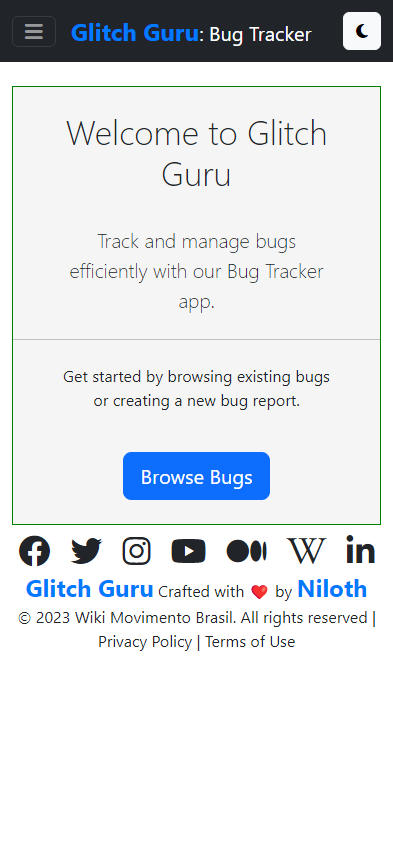 Glitch Guru: Bug Tracker
Welcome to Glitch
Guru
Track and manage bugs
efficiently with our Bug Tracker
app.
Get started by browsing existing bugs
or creating a new bug report.
Browse Bugs
Glitch Guru Crafted with ❤️ by Niloth
© 2023 Wiki Movimento Brasil. All rights reserved |
Privacy Policy | Terms of Use